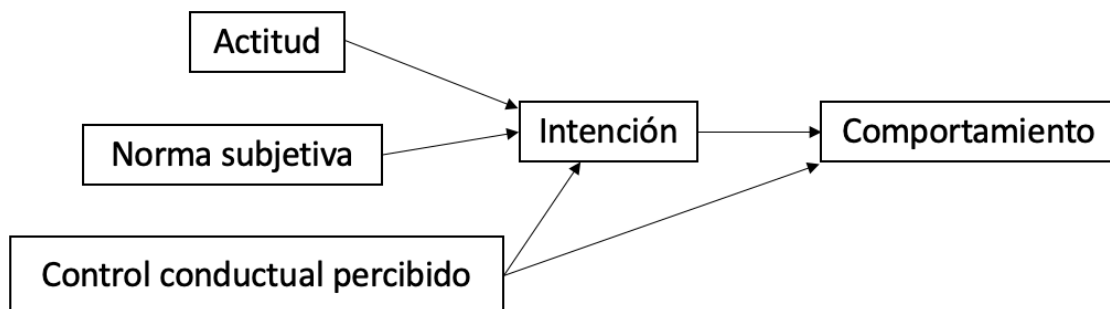 Actitud
Norma subjetiva
Control conductual percibido
Intención
Comportamiento